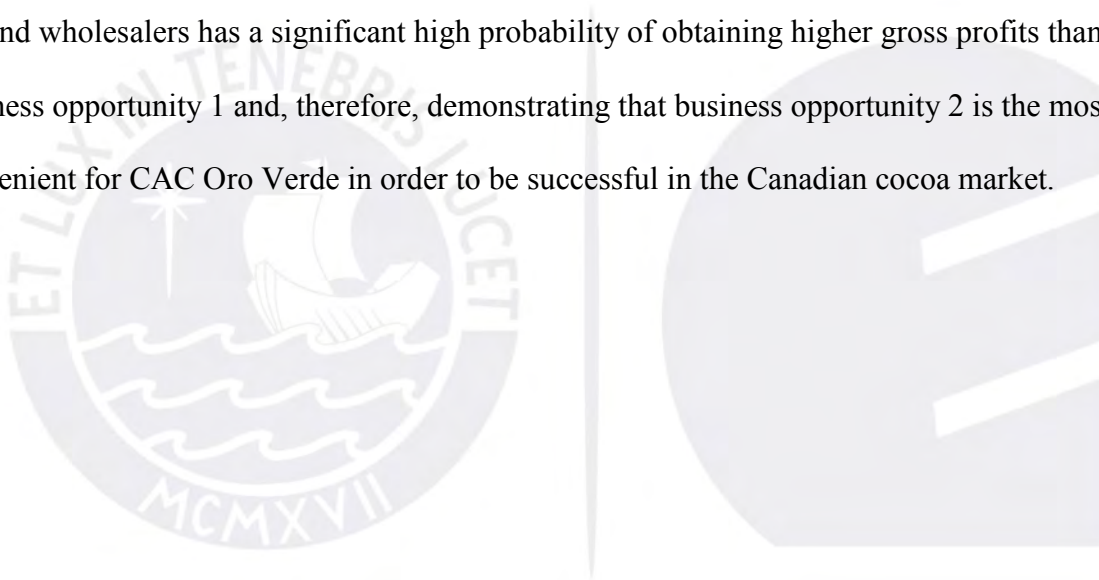 nd wholesalers has a significant high probability of obtaining higher gross profits than
ness opportunity 1 and, therefore, demonstrating that business opportunity 2 is the mos
enient for CAC Oro Verde in order to be successful in the Canadian cocoa market.
ET LUX IN TENEBRIS LUCET
MCMXVII